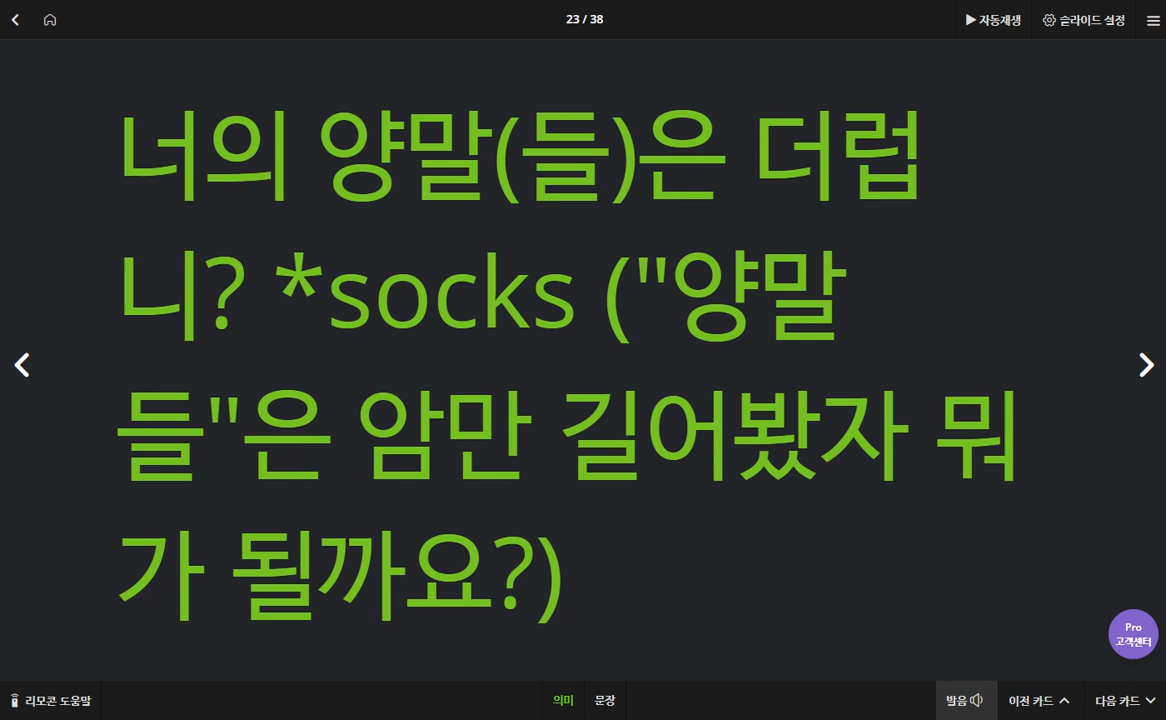 23 / 38
자동재생
슬라이드 설정
너의 양말(들)은 더럽
니? *socks ("양말
들"은 암만 길어봤자 뭐
가 될까요?)
Pro
고객센터
리모콘 도움말
의미
문장
발음
이전 카드
다음 카드